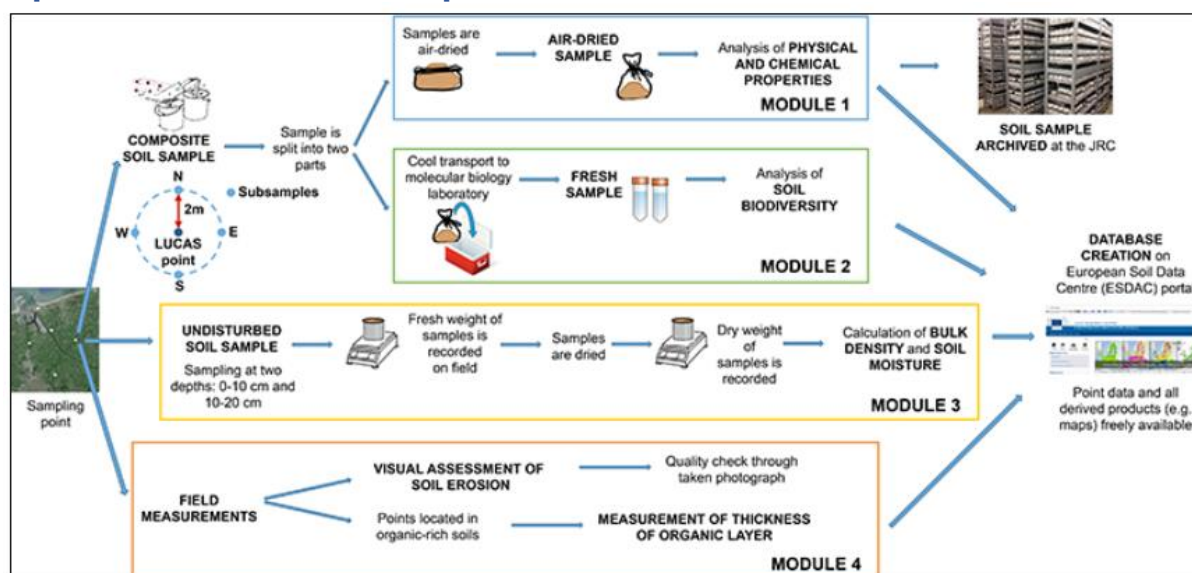 Samples are
air-dried
AIR-DRIED
SAMPLE
Analysis of PHYSICAL
AND CHEMICAL
PROPERTIES
MODULE 1
SOIL SAMPLE
ARCHIVED at the JRC
COMPOSITE
SOIL SAMPLE
Sample is
split into two
parts
N
Subsamples
2m
W
E
LUCAS
point
S
Cool transport to
molecular biology
laboratory
FRESH
SAMPLE
Analysis of
SOIL
BIODIVERSITY
MODULE 2
DATABASE
CREATION on
European Soil Data
Centre (ESDAC) porta
Point data and all
derived products (e.g.
maps) freely available
Sampling
point
UNDISTURBED
SOIL SAMPLE
Sampling at two
depths: 0-10 cm and
10-20 cm
Fresh weight of
samples is
recorded
on field
Samples
are dried
Dry weight
of
samples is
recorded
Calculation of BULK
DENSITY and SOIL
MOISTURE
MODULE 3
FIELD
MEASUREMENTS
VISUAL ASSESSMENT OF
SOIL EROSION
Quality check through
taken photograph
Points located in
organic-rich soils
MEASUREMENT OF THICKNESS
OF ORGANIC LAYER
MODULE 4